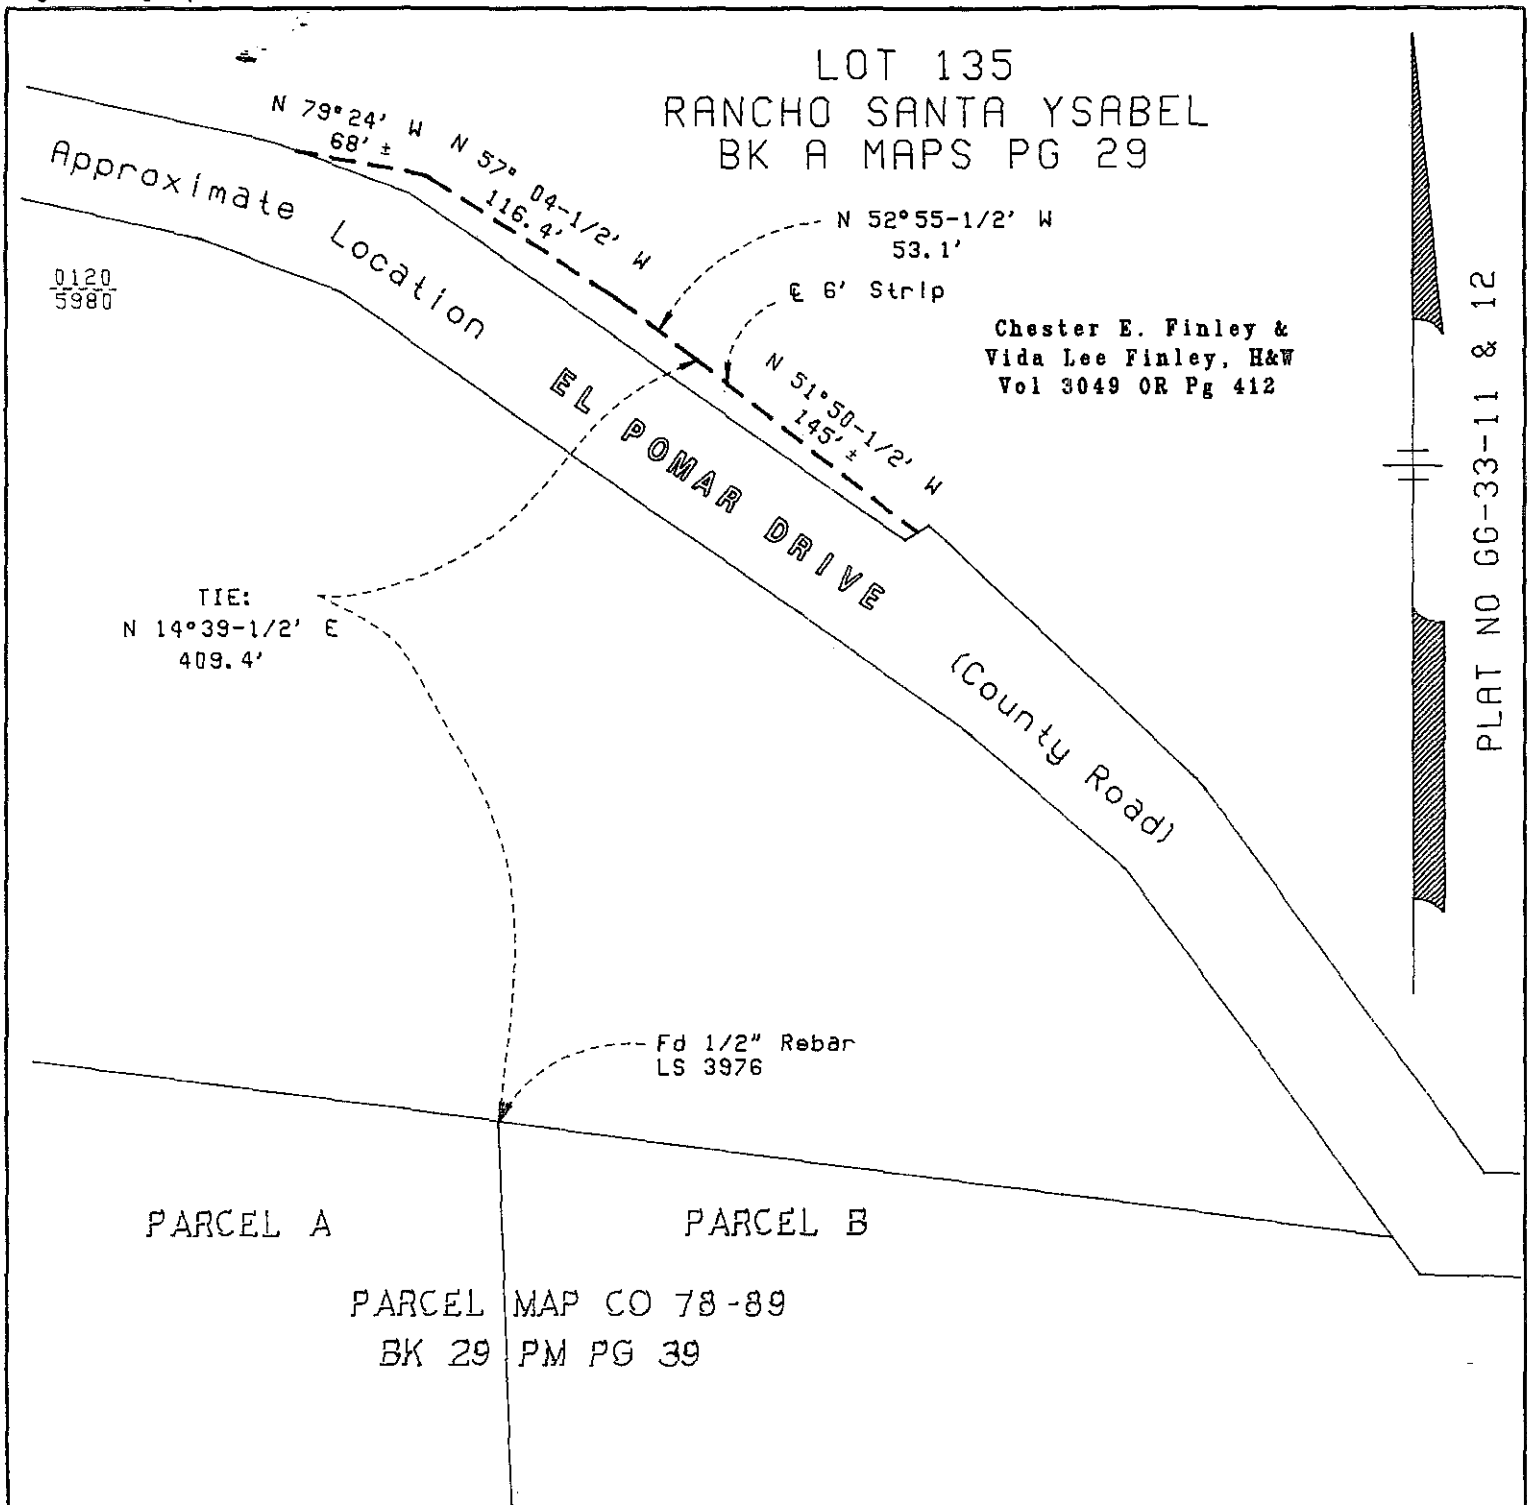 LOT 135
RANCHO SANTA YSABEL
BK A MAPS PG 29
N 79°24' W
68' ±
N 57° 04-1/2' W
116.4'
N 52°55-1/2' W
53.1'
℄ 6' Strip
Approximate Location
0120
5980
Chester E. Finley &
Vida Lee Finley, H&W
Vol 3049 OR Pg 412
N 51°50-1/2' W
145' ±
EL POMAR DRIVE
(County Road)
PLAT NO GG-33-11 & 12
TIE:
N 14°39-1/2' E
409.4'
Fd 1/2" Rebar
LS 3976
PARCEL A
PARCEL B
PARCEL MAP CO 78-89
BK 29 PM PG 39